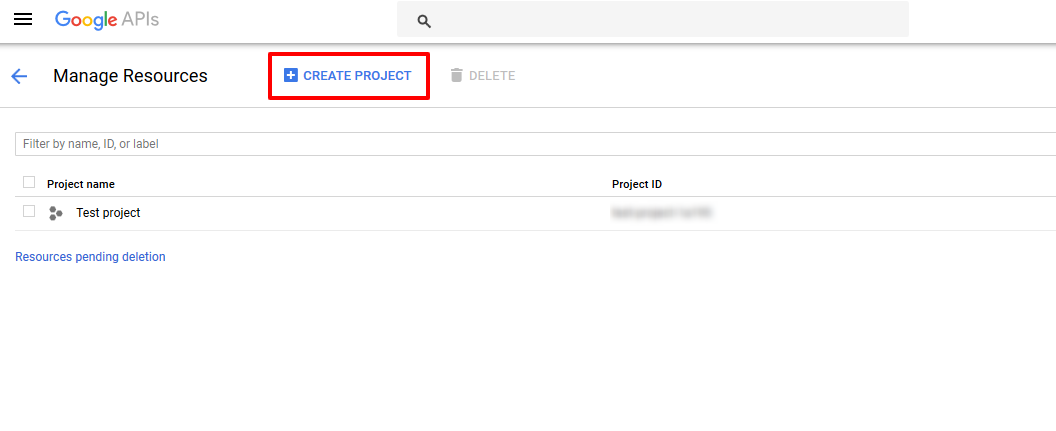 Google APIs
Manage Resources
CREATE PROJECT
DELETE
Filter by name, ID, or label
Project name
Project ID
Test project
Resources pending deletion